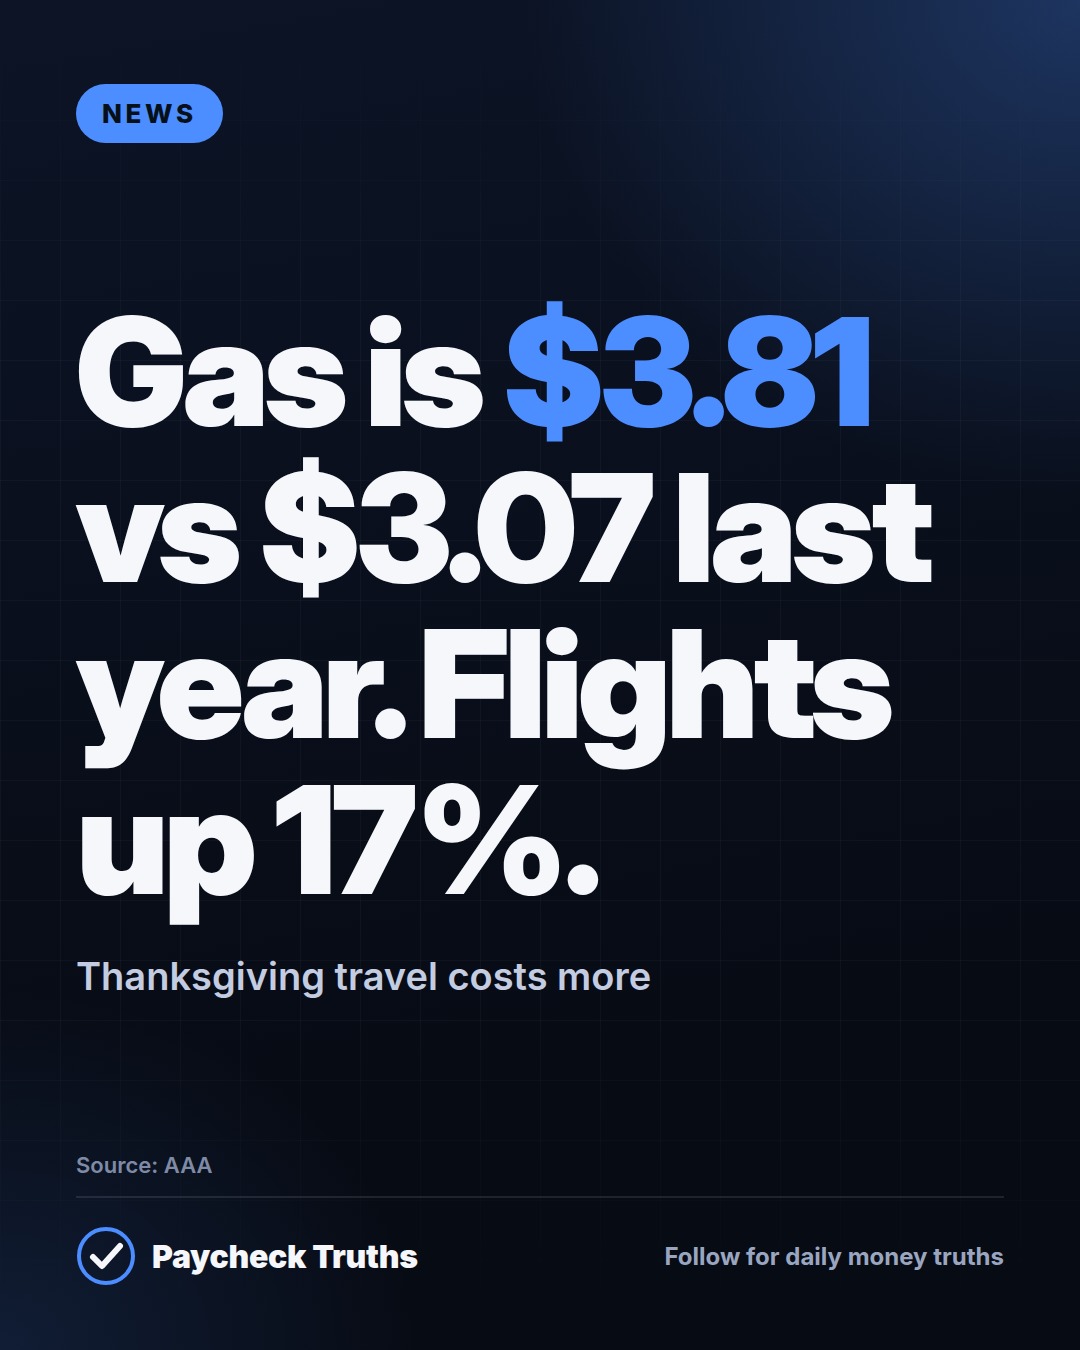 NEWS
Gas is $3.81
vs $3.07 last
year. Flights
up 17%.
Thanksgiving travel costs more
Source: AAA
Paycheck Truths
Follow for daily money truths